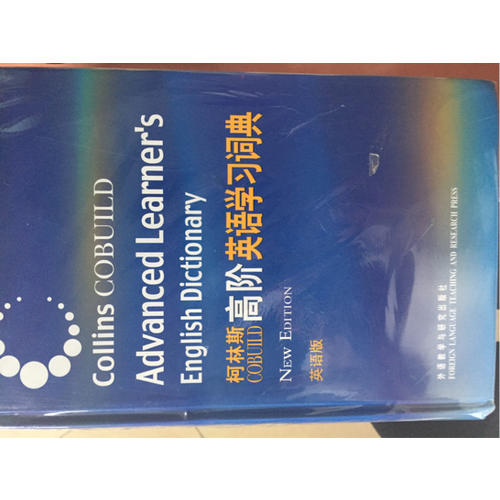 Collins COBUILD
Advanced Learner's
English Dictionary
柯林斯
COBUILD
高阶英语学习词典
NEW EDITION
英语版
外语教学与研究出版社
FOREIGN LANGUAGE TEACHING AND RESEARCH PRESS